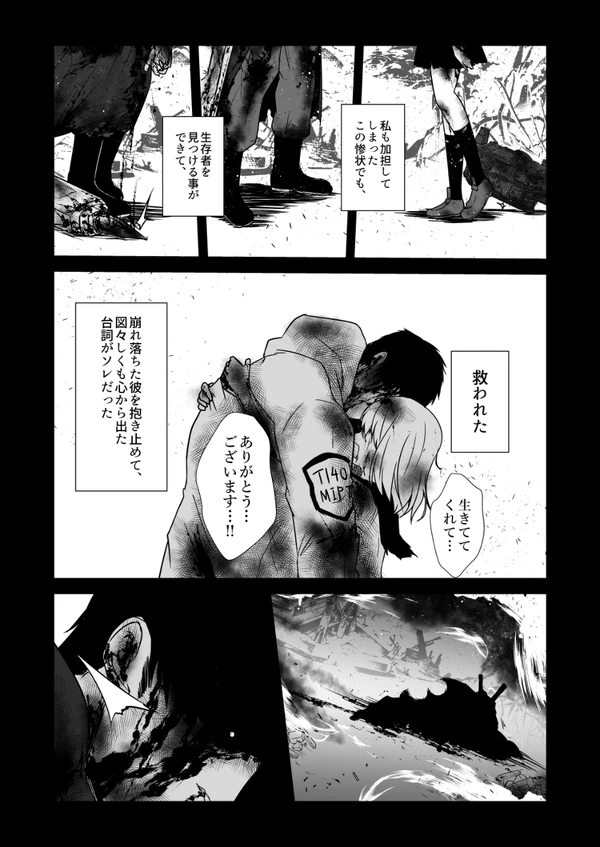 私も加担して
しまった
この惨状でも、
生存者を
見つける事が
できて、
救われた
生きてて
くれて…
ありがとう…
ございます…!!
T140
MIP
崩れ落ちた彼を抱き止めて、
図々しくも心から出た
台詞がソレだった